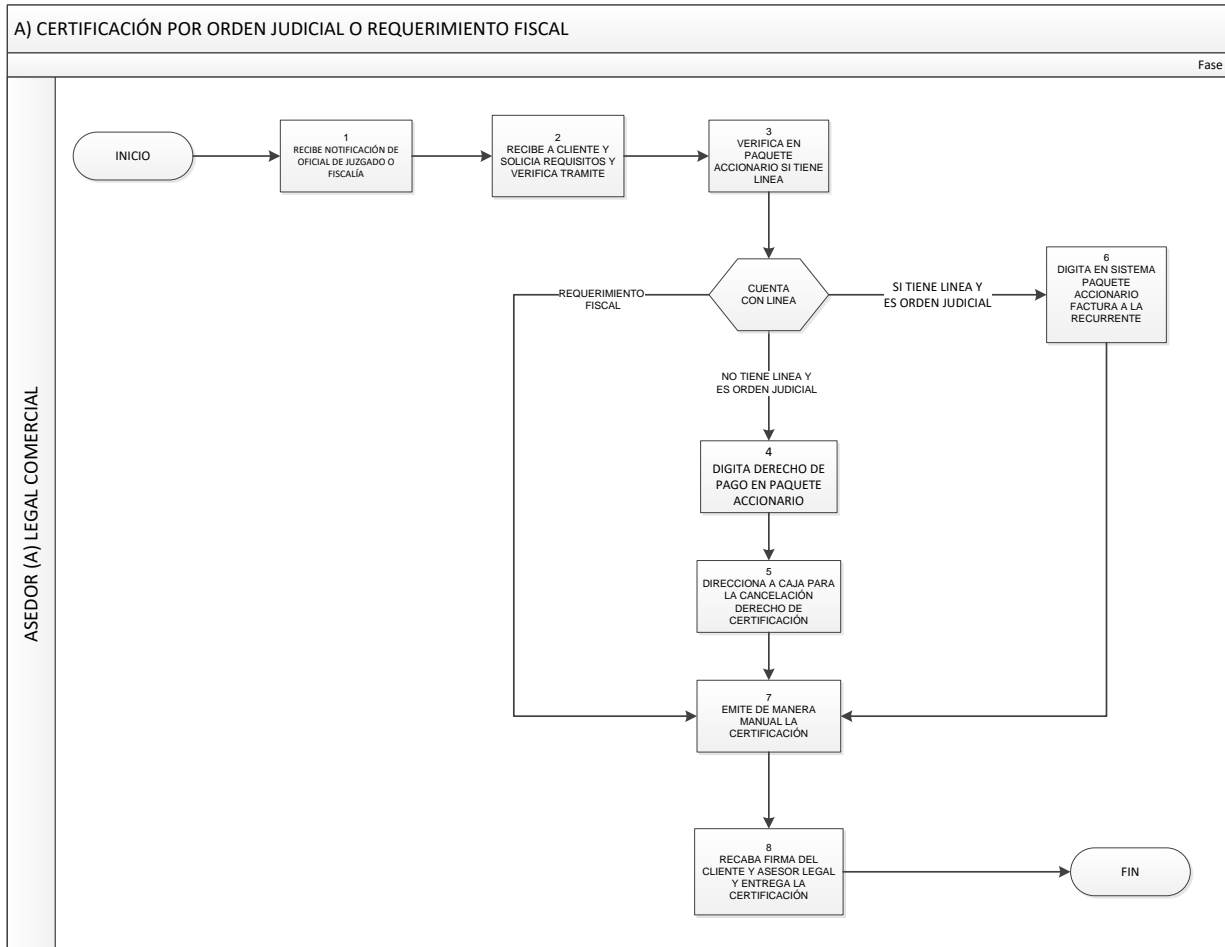 A) CERTIFICACIÓN POR ORDEN JUDICIAL O REQUERIMIENTO FISCAL
Fase
ASEDOR (A) LEGAL COMERCIAL
INICIO
1
RECIBE NOTIFICACIÓN DE
OFICIAL DE JUZGADO O
FISCALÍA
2
RECIBE A CLIENTE Y
SOLICIA REQUISITOS Y
VERIFICA TRAMITE
3
VERIFICA EN
PAQUETE
ACCIONARIO SI TIENE
LINEA
CUENTA
CON LINEA
REQUERIMIENTO
FISCAL
SI TIENE LINEA Y
ES ORDEN JUDICIAL
6
DIGITA EN SISTEMA
PAQUETE
ACCIONARIO
FACTURA A LA
RECURRENTE
NO TIENE LINEA Y
ES ORDEN JUDICIAL
4
DIGITA DERECHO DE
PAGO EN PAQUETE
ACCIONARIO
5
DIRECCIONA A CAJA PARA
LA CANCELACIÓN
DERECHO DE
CERTIFICACIÓN
7
EMITE DE MANERA
MANUAL LA
CERTIFICACIÓN
8
RECABA FIRMA DEL
CLIENTE Y ASESOR LEGAL
Y ENTREGA LA
CERTIFICACIÓN
FIN